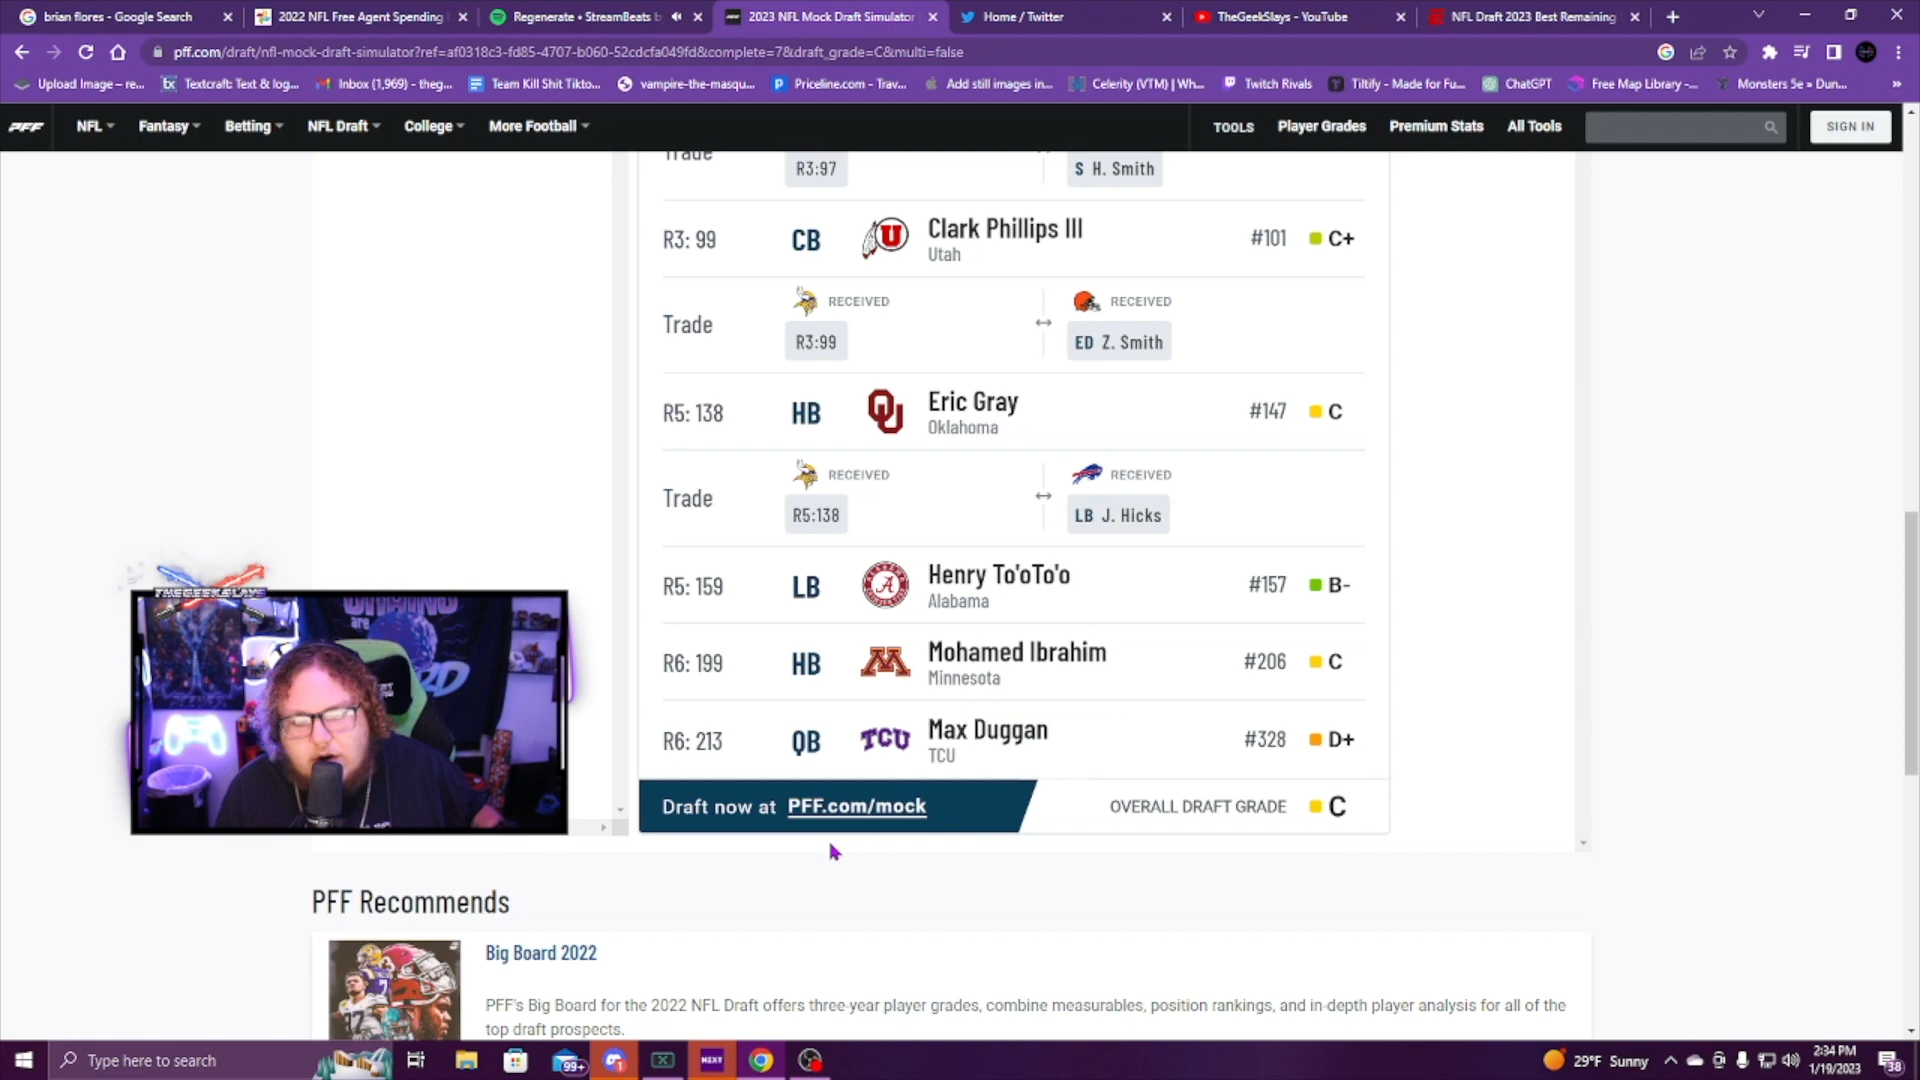 brian flores - Google Search
2022 NFL Free Agent Spending
Regenerate • StreamBeats b
2023 NFL Mock Draft Simulator
Home / Twitter
TheGeekSlays - YouTube
NFL Draft 2023 Best Remaining
pff.com/draft/nfl-mock-draft-simulator?ref=af0318c3-fd85-4707-b060-52cdcfa049fd&complete=7&draft_grade=C&multi=false
Upload Image – re...
Textcraft: Text & log...
Inbox (1,969) - theg...
Team Kill Shit Tikto...
vampire-the-masqu...
Priceline.com - Trav...
Add still images in...
Celerity (VTM) | Wh...
Twitch Rivals
Tiltify - Made for Fu...
ChatGPT
Free Map Library -...
Monsters 5e » Dun...
PFF
NFL
Fantasy
Betting
NFL Draft
College
More Football
TOOLS
Player Grades
Premium Stats
All Tools
SIGN IN
Trade
R3:97
S H. Smith
R3: 99 CB Clark Phillips III #101 C+
Utah
RECEIVED RECEIVED
Trade
R3:99 ED Z. Smith
R5: 138 HB Eric Gray #147 C
Oklahoma
RECEIVED RECEIVED
Trade
R5:138 LB J. Hicks
R5: 159 LB Henry To'oTo'o #157 B-
Alabama
R6: 199 HB Mohamed Ibrahim #206 C
Minnesota
R6: 213 QB TCU Max Duggan #328 D+
TCU
THEGEEKSLAYS
Draft now at PFF.com/mock OVERALL DRAFT GRADE C
PFF Recommends
Big Board 2022
PFF's Big Board for the 2022 NFL Draft offers three-year player grades, combine measurables, position rankings, and in-depth player analysis for all of the
top draft prospects.
Type here to search
99+
NZXT
29°F Sunny
2:34 PM
1/19/2023
38